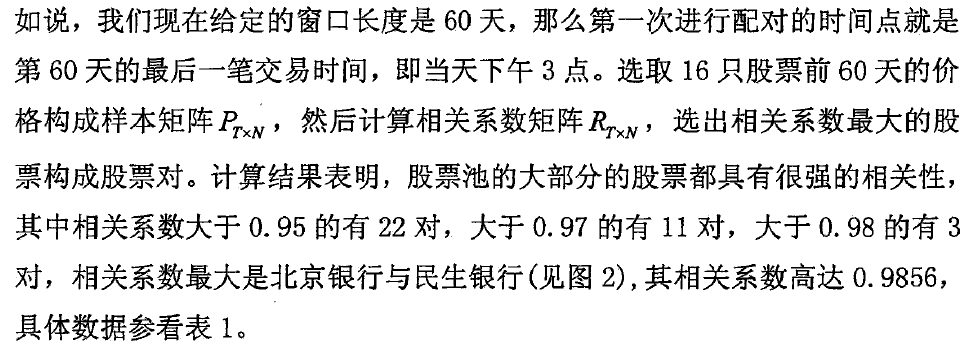 如说，我们现在给定的窗口长度是 60 天，那么第一次进行配对的时间点就是
第 60 天的最后一笔交易时间，即当天下午 3 点。选取 16 只股票前 60 天的价
格构成样本矩阵 P_{T×N}，然后计算相关系数矩阵 R_{T×N}，选出相关系数最大的股
票构成股票对。计算结果表明，股票池的大部分的股票都具有很强的相关性，
其中相关系数大于 0.95 的有 22 对，大于 0.97 的有 11 对，大于 0.98 的有 3
对，相关系数最大是北京银行与民生银行(见图 2),其相关系数高达 0.9856，
具体数据参看表 1。